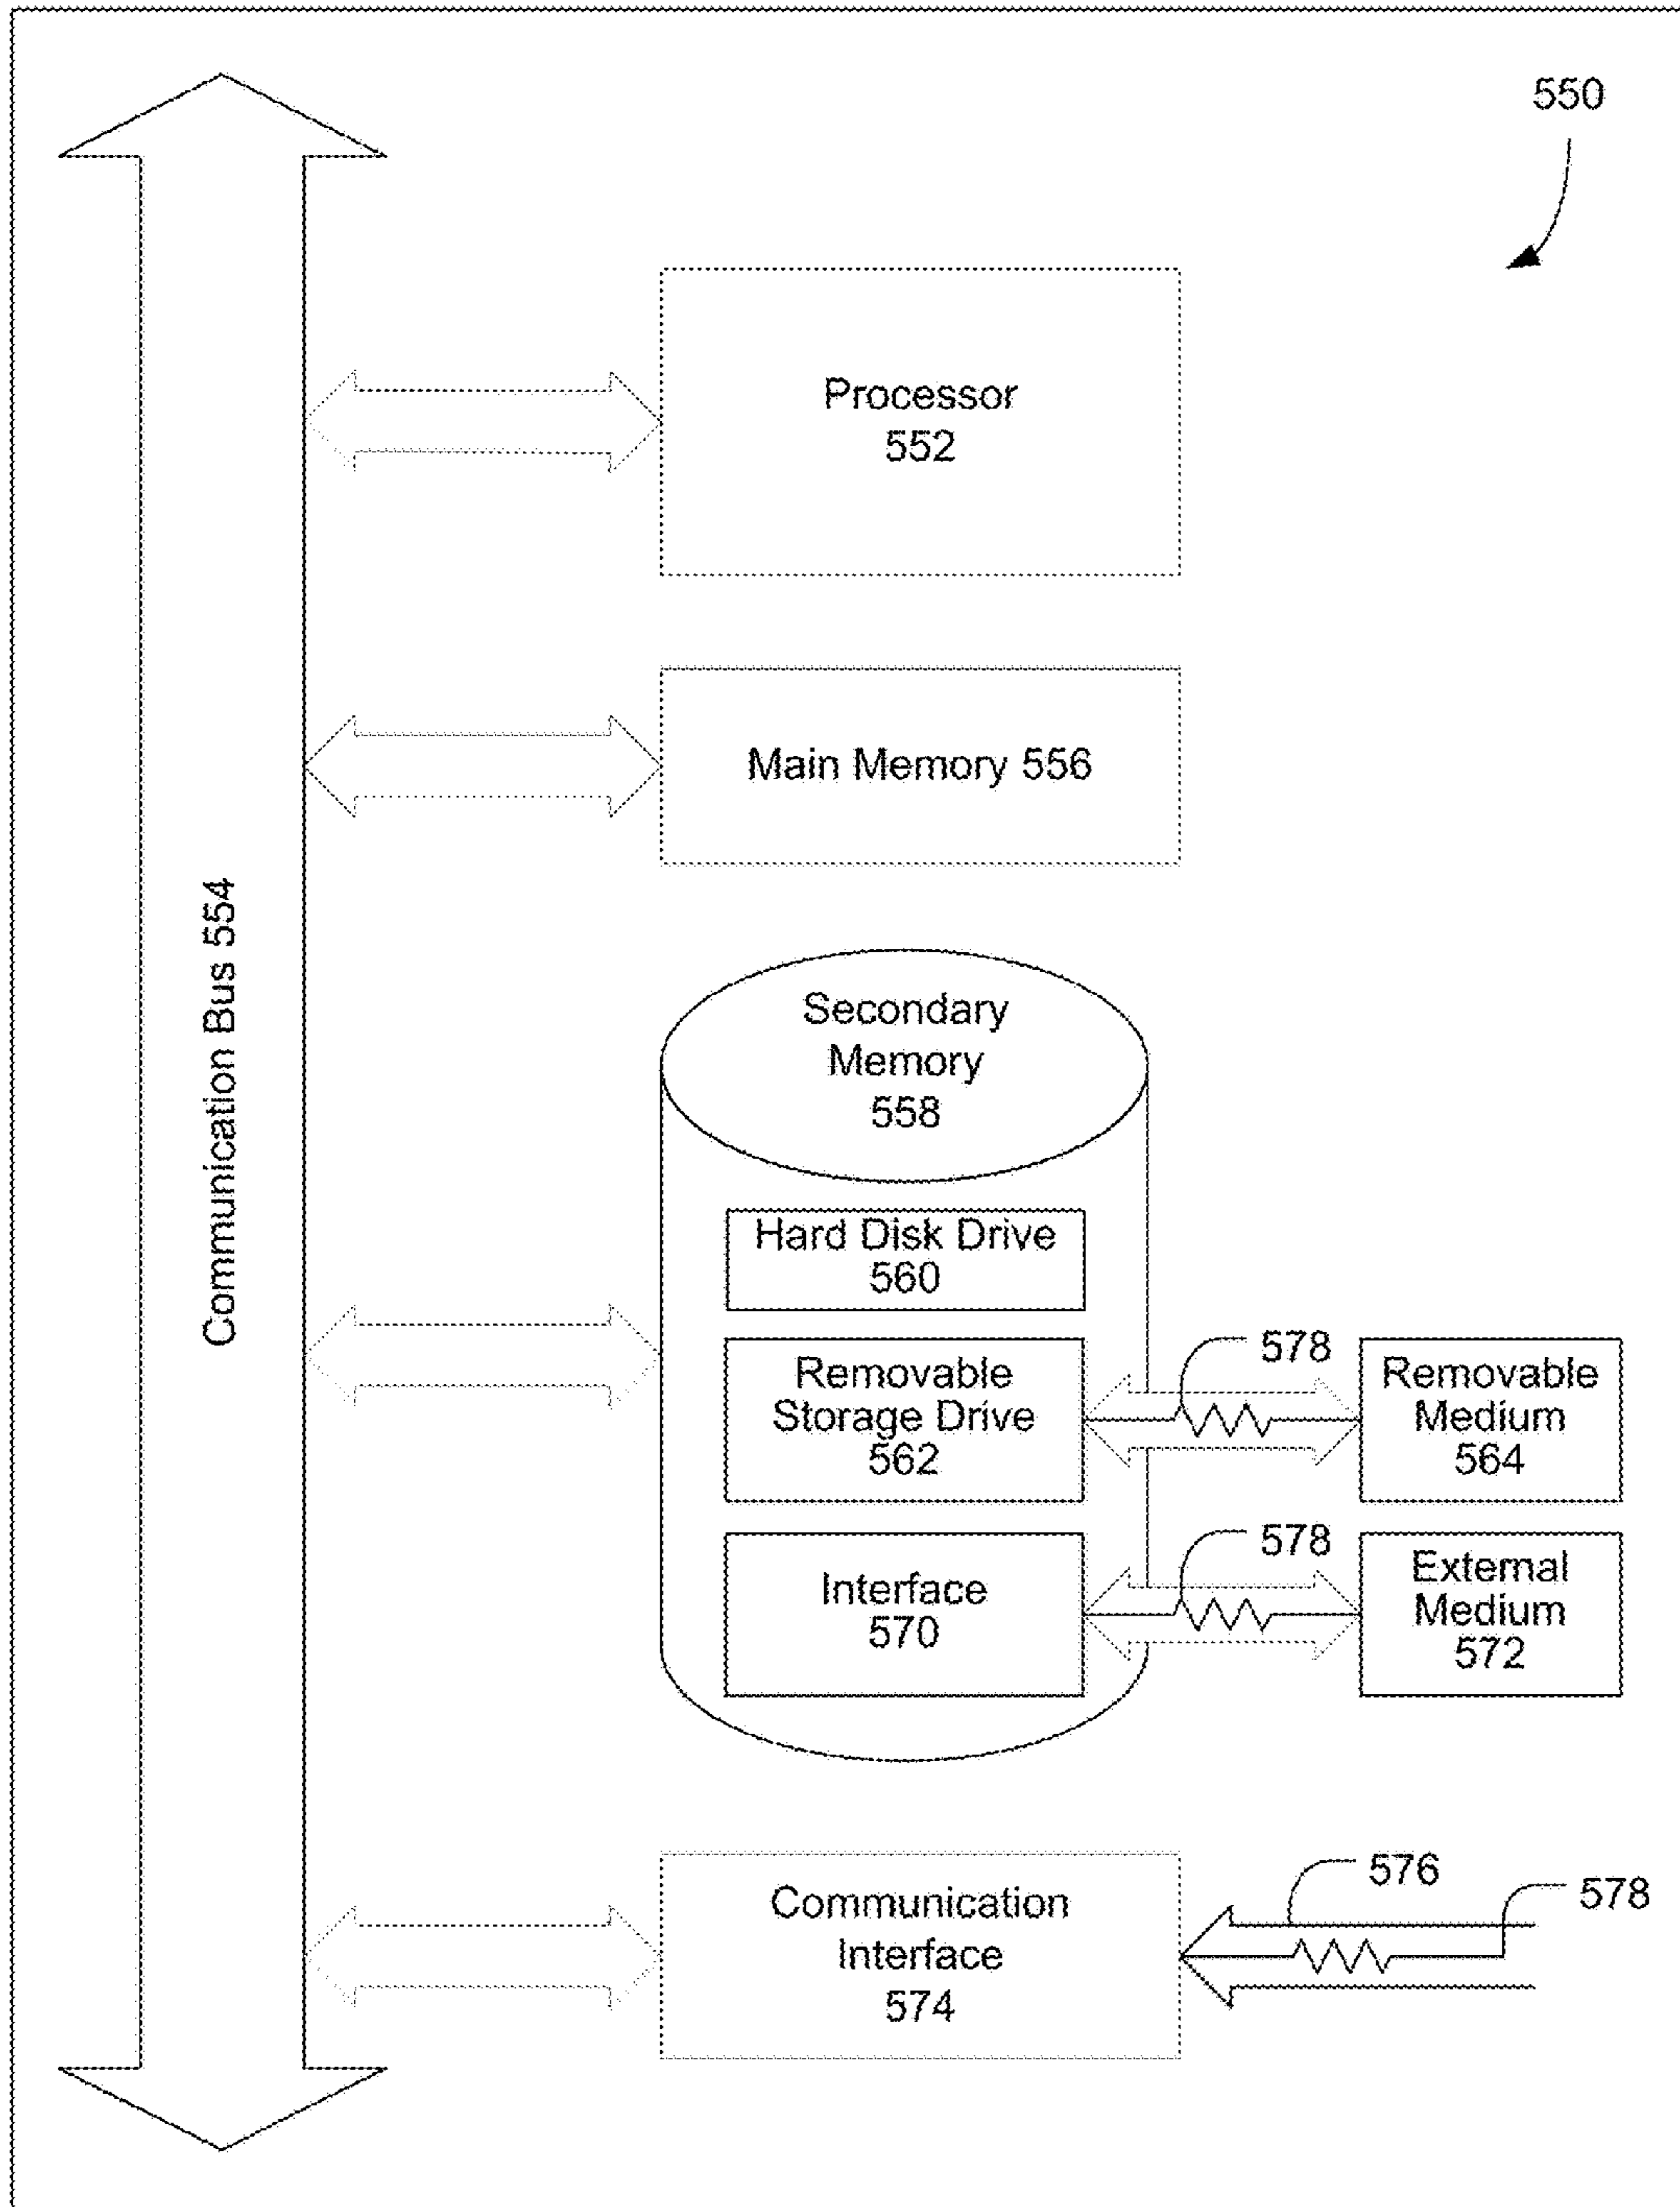 550
Processor
552
Main Memory 556
Communication Bus 554
Secondary
Memory
558
Hard Disk Drive
560
Removable
Storage Drive
562
578
Removable
Medium
564
Interface
570
578
External
Medium
572
Communication
Interface
574
576
578